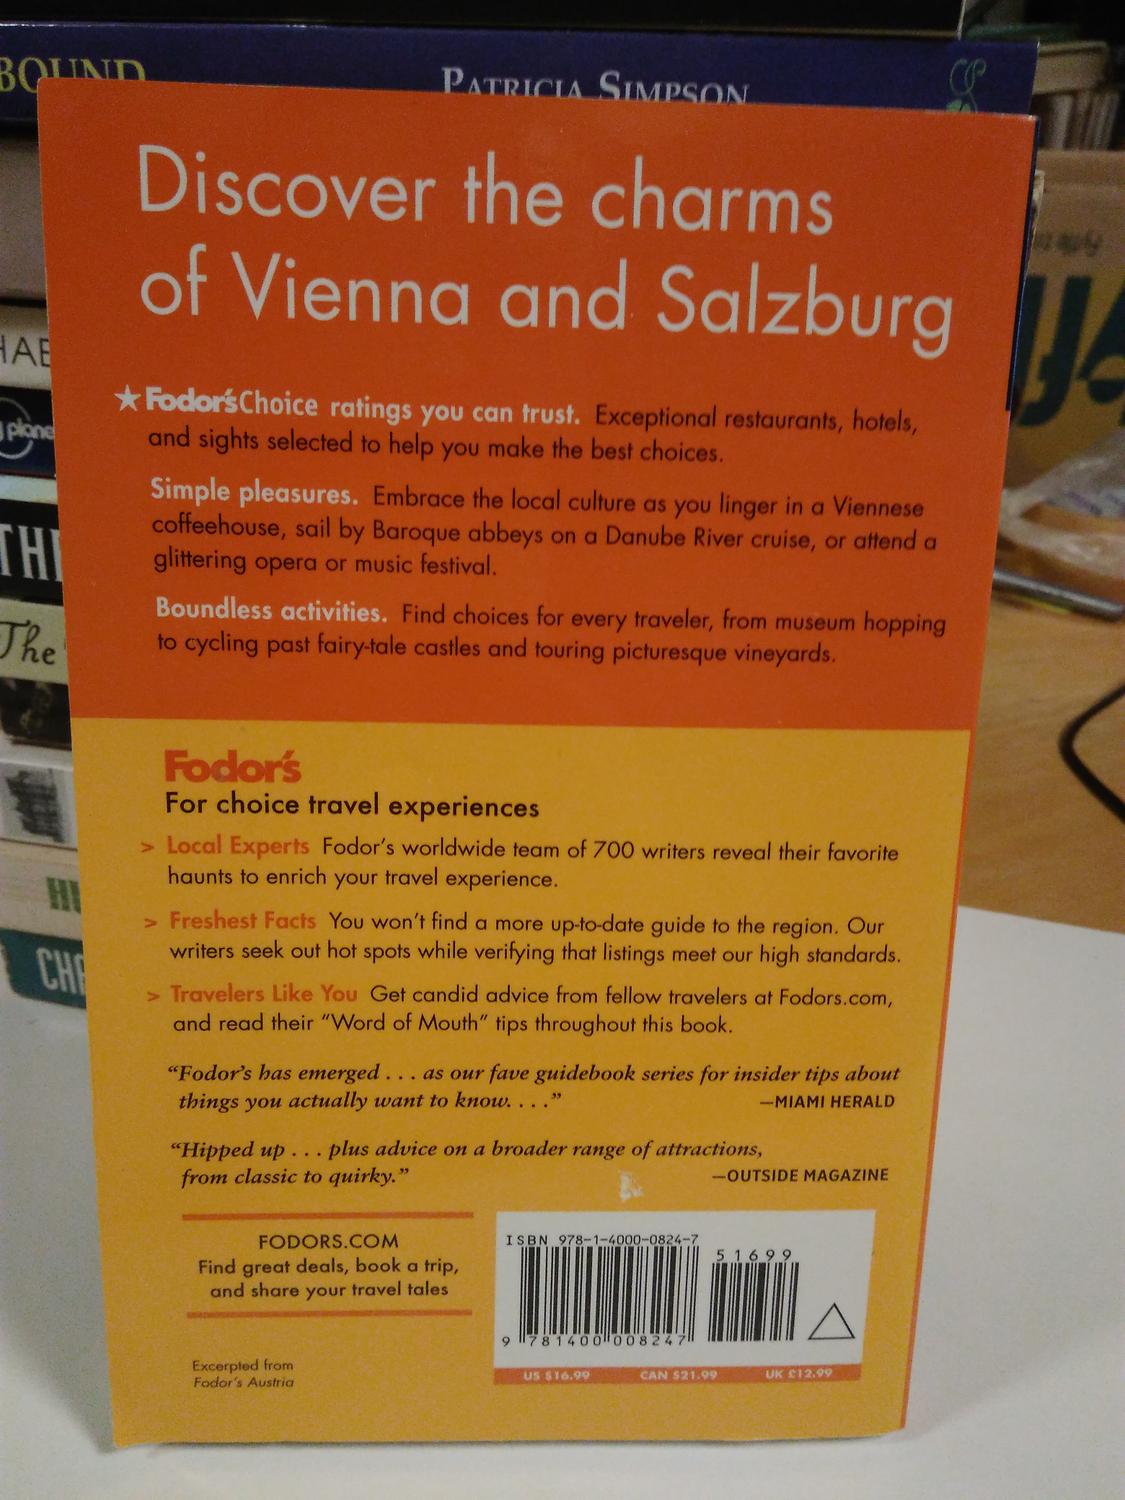 BOUND
PATRICIA SIMPSON
Discover the charms
of Vienna and Salzburg
★ Fodor'sChoice ratings you can trust. Exceptional restaurants, hotels,
and sights selected to help you make the best choices.
Simple pleasures. Embrace the local culture as you linger in a Viennese
coffeehouse, sail by Baroque abbeys on a Danube River cruise, or attend a
glittering opera or music festival.
Boundless activities. Find choices for every traveler, from museum hopping
to cycling past fairy-tale castles and touring picturesque vineyards.
The
Fodor's
For choice travel experiences
> Local Experts Fodor's worldwide team of 700 writers reveal their favorite
haunts to enrich your travel experience.
> Freshest Facts You won't find a more up-to-date guide to the region. Our
writers seek out hot spots while verifying that listings meet our high standards.
> Travelers Like You Get candid advice from fellow travelers at Fodors.com,
and read their "Word of Mouth" tips throughout this book.
"Fodor's has emerged . . . as our fave guidebook series for insider tips about
things you actually want to know. . . ."
—MIAMI HERALD
"Hipped up . . . plus advice on a broader range of attractions,
from classic to quirky."
—OUTSIDE MAGAZINE
FODORS.COM
Find great deals, book a trip,
and share your travel tales
Excerpted from
Fodor's Austria
ISBN 978-1-4000-0824-7
51699
9 781400 008247
US $16.99 CAN $21.99 UK £12.99